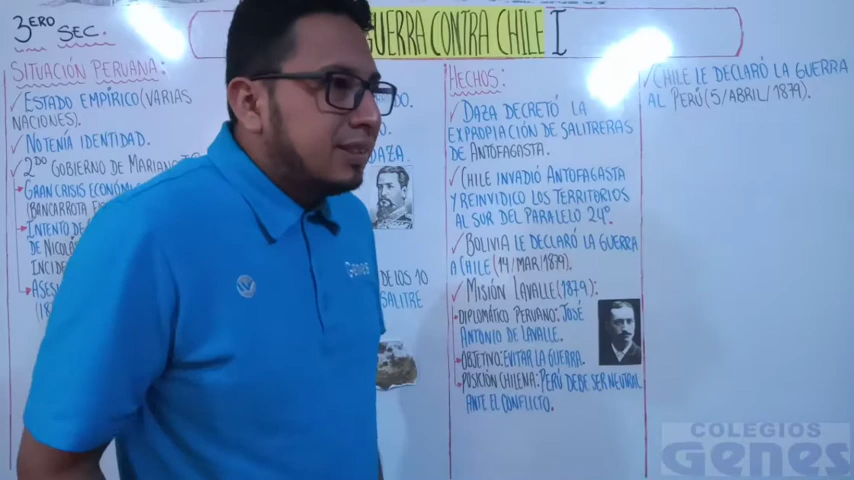 3ERO SEC.
GUERRA CONTRA CHILE I
SITUACIÓN PERUANA:
✓ESTADO EMPÍRICO(VARIAS
NACIONES).
✓NOTENÍA IDENTIDAD.
✓2DO GOBIERNO DE MARIANO
GRAN CRISIS
(BANCARROTA
INTENTO DE
DE NICOLÁ
INCIDE
ASES
(18
DO.
O.
DAZA.
DE LOS 10
SALITRE
HECHOS:
✓DAZA DECRETÓ LA
EXPROPIACIÓN DE SALITRERAS
DE ANTOFAGASTA.
✓CHILE INVADIÓ ANTOFAGASTA
Y REINVIDICO LOS TERRITORIOS
AL SUR DEL PARALELO 24°.
✓BOLIVIA LE DECLARÓ LA GUERRA
A CHILE (14/MAR/1879).
✓MISIÓN LAVALLE(1879).
DIPLOMÁTICO PERUANO: JOSÉ
ANTONIO DE LAVALLE.
OBJETIVO: EVITAR LA GUERRA.
POSICIÓN CHILENA: PERÚ DEBE SER NEUTRAL
ANTE EL CONFLICTO.
✓CHILE LE DECLARÓ LA GUERRA
AL PERÚ(5/ABRIL/1879).
Genes
COLEGIOS
Genes